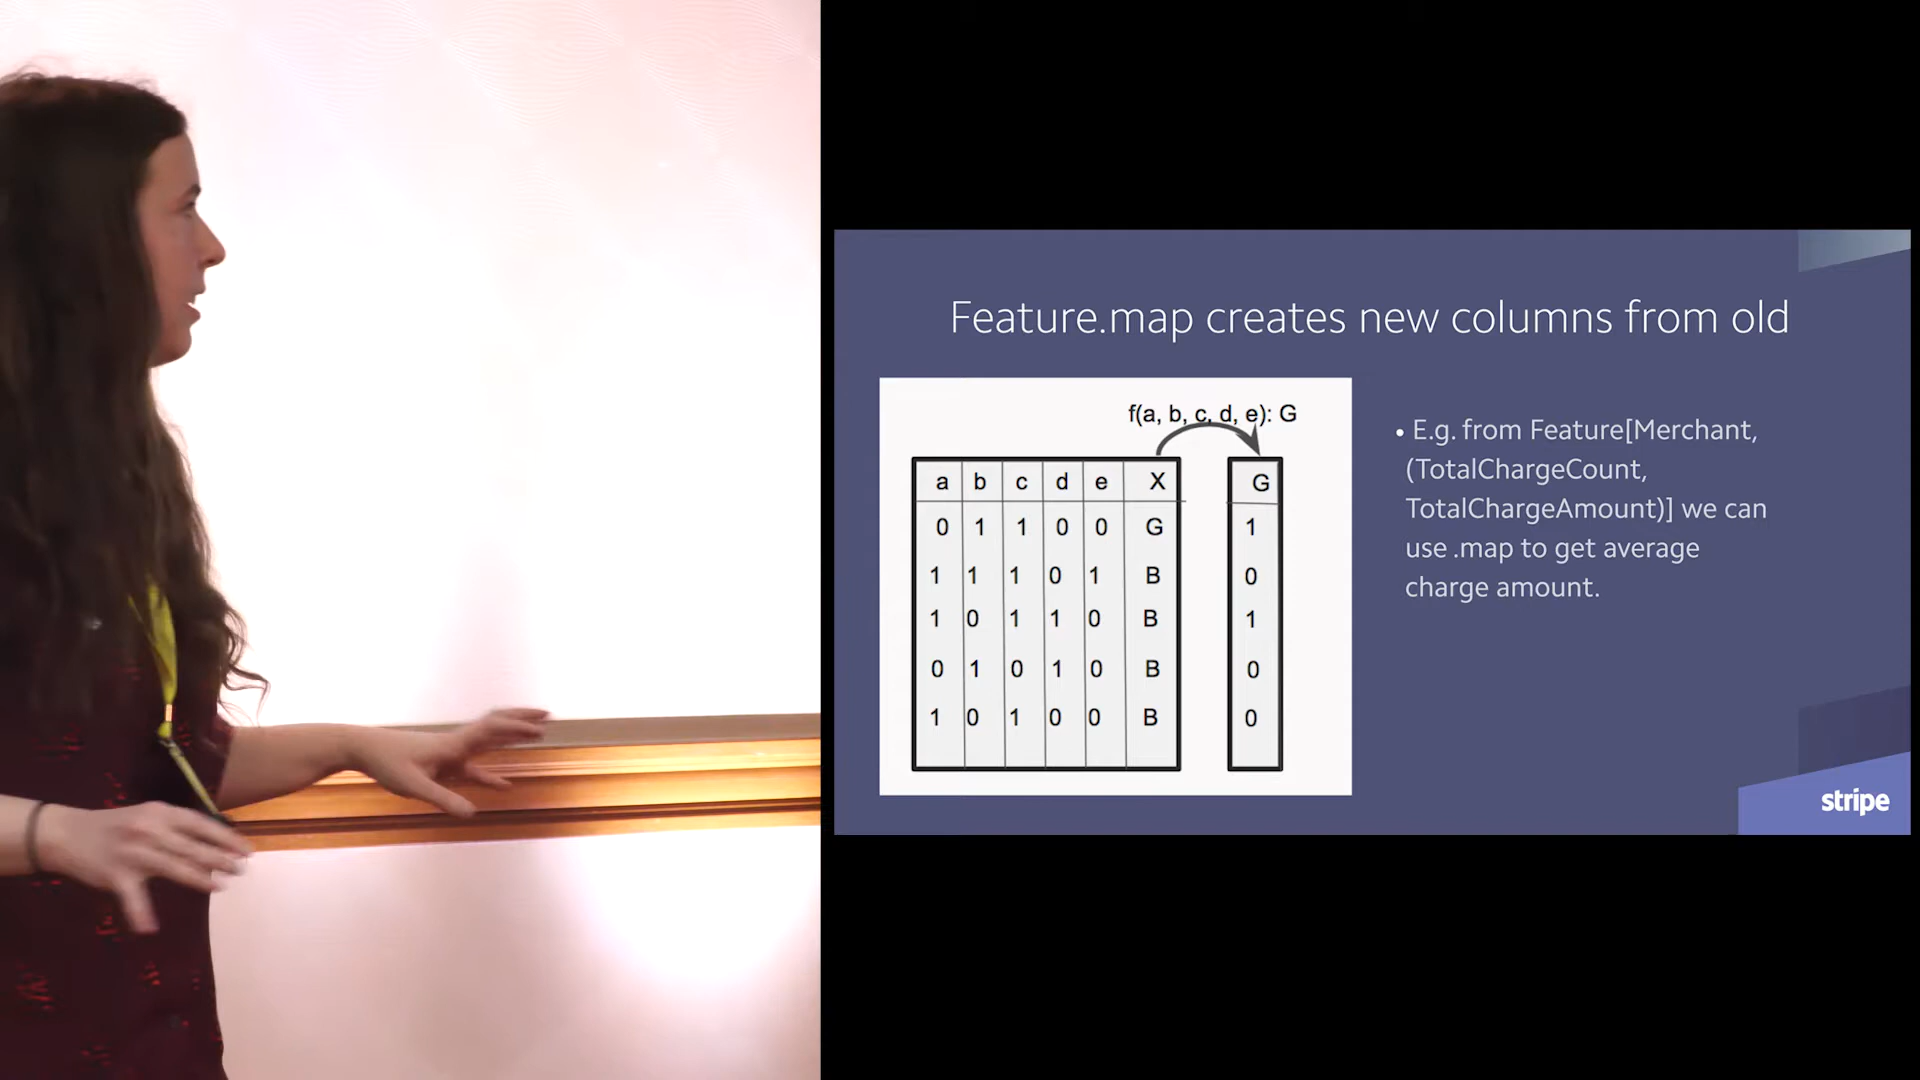 Feature.map creates new columns from old
f(a, b, c, d, e): G
a b c d e X G
0 1 1 0 0 G 1
1 1 1 0 1 B 0
1 0 1 1 0 B 1
0 1 0 1 0 B 0
1 0 1 0 0 B 0
• E.g. from Feature[Merchant,
(TotalChargeCount,
TotalChargeAmount)] we can
use .map to get average
charge amount.
stripe